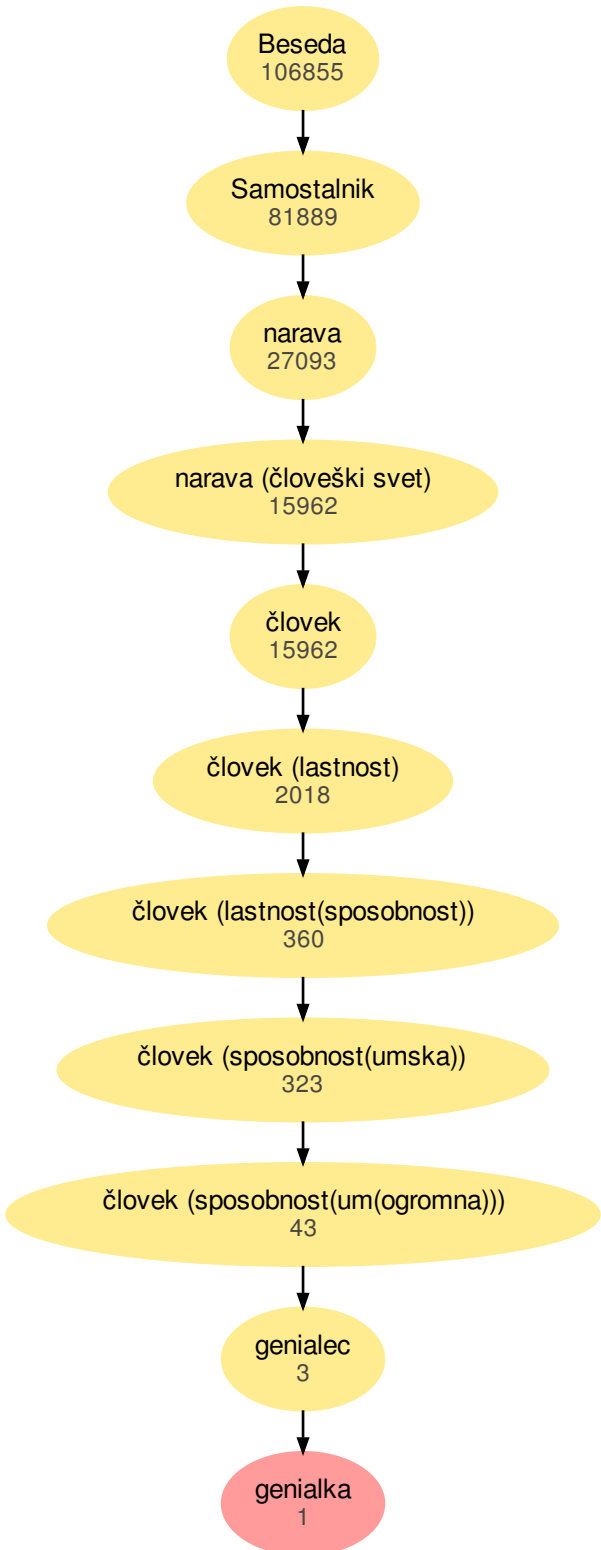 Beseda
106855
Samostalnik
81889
narava
27093
narava (človeški svet)
15962
človek
15962
človek (lastnost)
2018
človek (lastnost(sposobnost))
360
človek (sposobnost(umska))
323
človek (sposobnost(um(ogromna)))
43
genialec
3
genialka
1